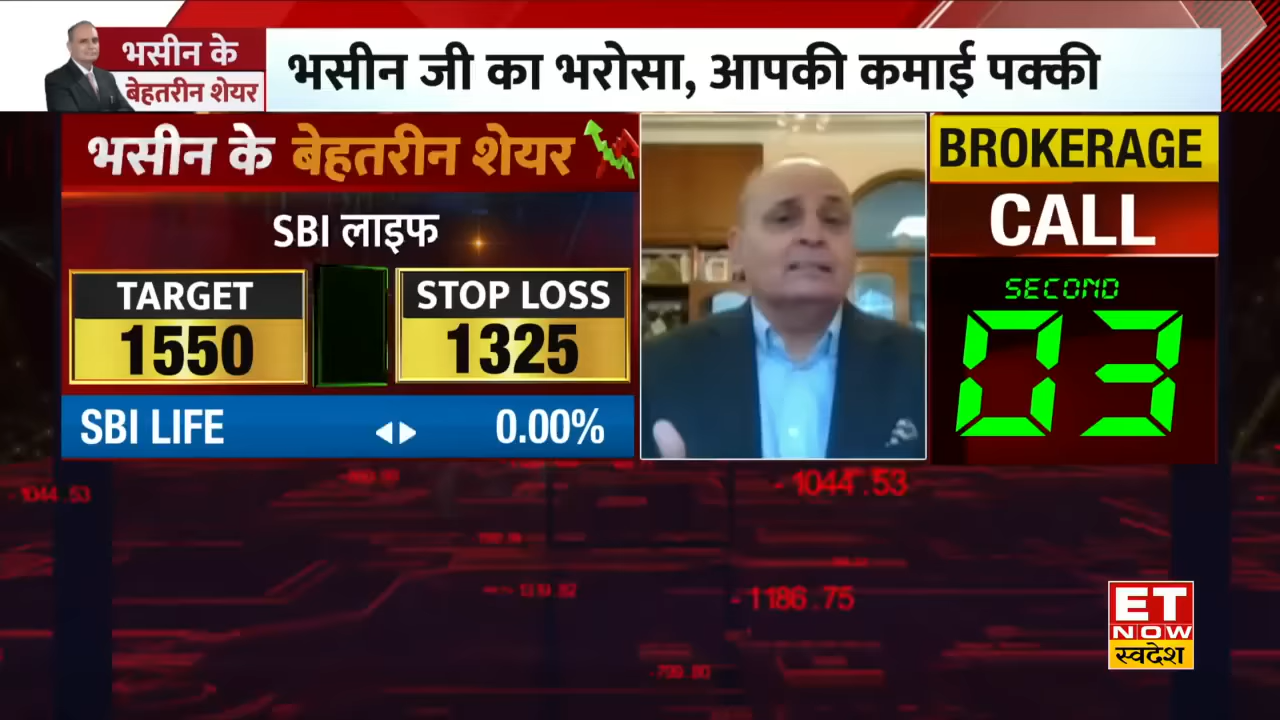 भसीन के
बेहतरीन शेयर
भसीन जी का भरोसा, आपकी कमाई पक्की
भसीन के बेहतरीन शेयर
SBI लाइफ
TARGET
1550
STOP LOSS
1325
SBI LIFE
0.00%
BROKERAGE
CALL
SECOND
03
-1044.53
-1044.53
-1186.75
ET
NOW
स्वदेश